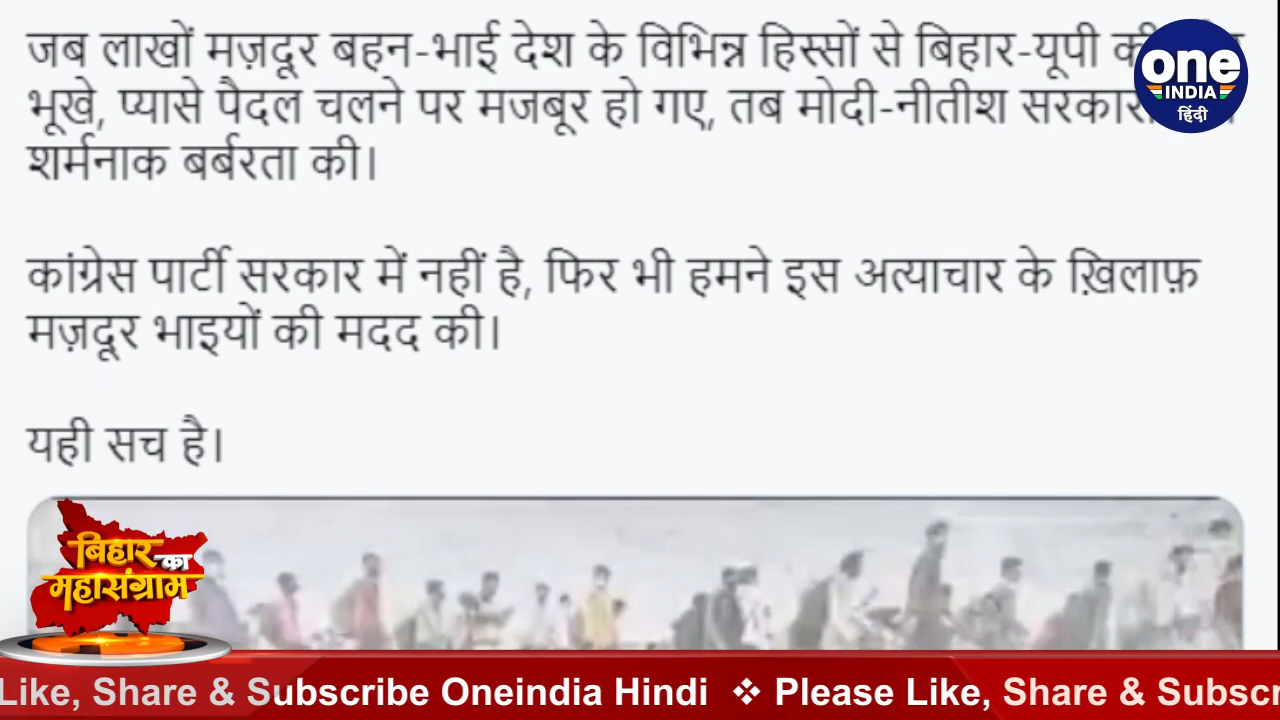 जब लाखों मज़दूर बहन-भाई देश के विभिन्न हिस्सों से बिहार-यूपी की
भूखे, प्यासे पैदल चलने पर मजबूर हो गए, तब मोदी-नीतीश सरकार
शर्मनाक बर्बरता की।
कांग्रेस पार्टी सरकार में नहीं है, फिर भी हमने इस अत्याचार के ख़िलाफ़
मज़दूर भाइयों की मदद की।
यही सच है।
one
INDIA
हिंदी
बिहार का
महासंग्राम
Like, Share & Subscribe Oneindia Hindi ❖ Please Like, Share & Subscr